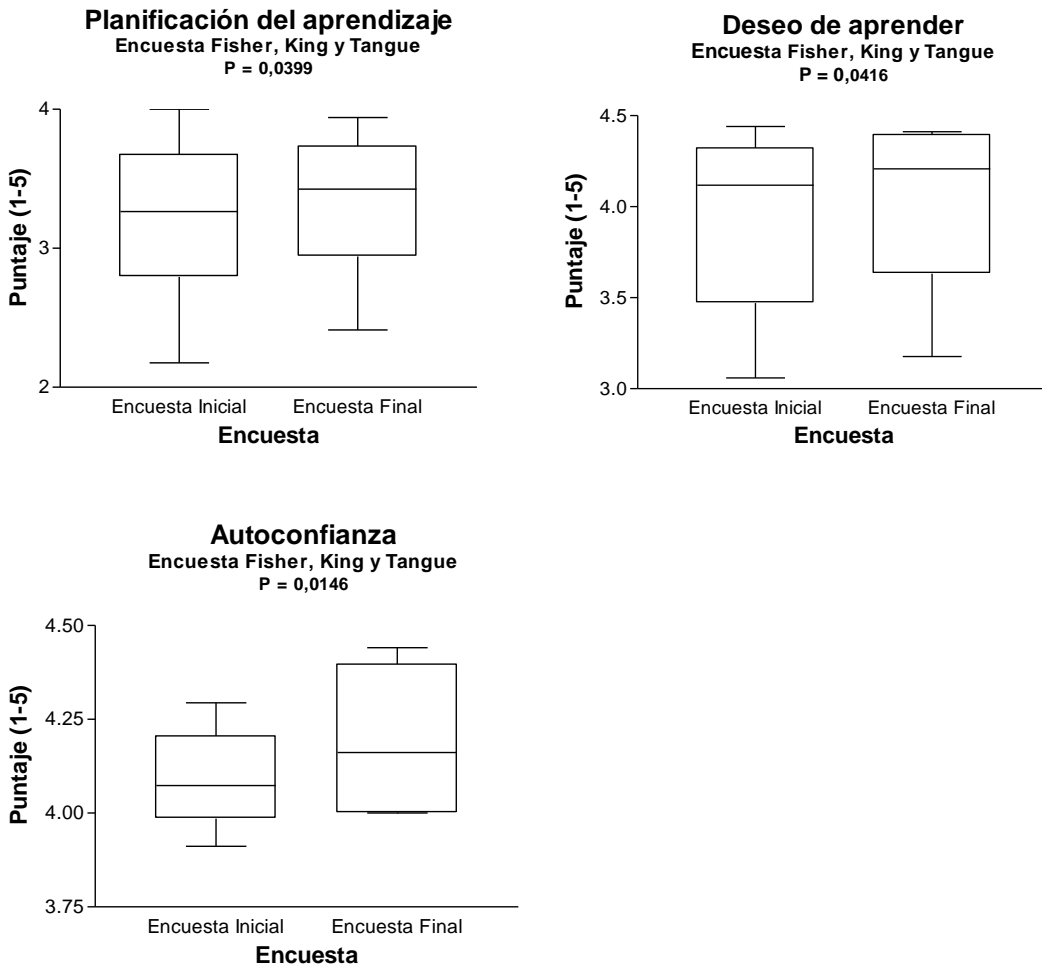 Planificación del aprendizaje
Encuesta Fisher, King y Tangue
P = 0,0399
Puntaje (1-5)
4
3
2
Encuesta Inicial
Encuesta Final
Encuesta
Deseo de aprender
Encuesta Fisher, King y Tangue
P = 0,0416
Puntaje (1-5)
4.5
4.0
3.5
3.0
Encuesta Inicial
Encuesta Final
Encuesta
Autoconfianza
Encuesta Fisher, King y Tangue
P = 0,0146
Puntaje (1-5)
4.50
4.25
4.00
3.75
Encuesta Inicial
Encuesta Final
Encuesta